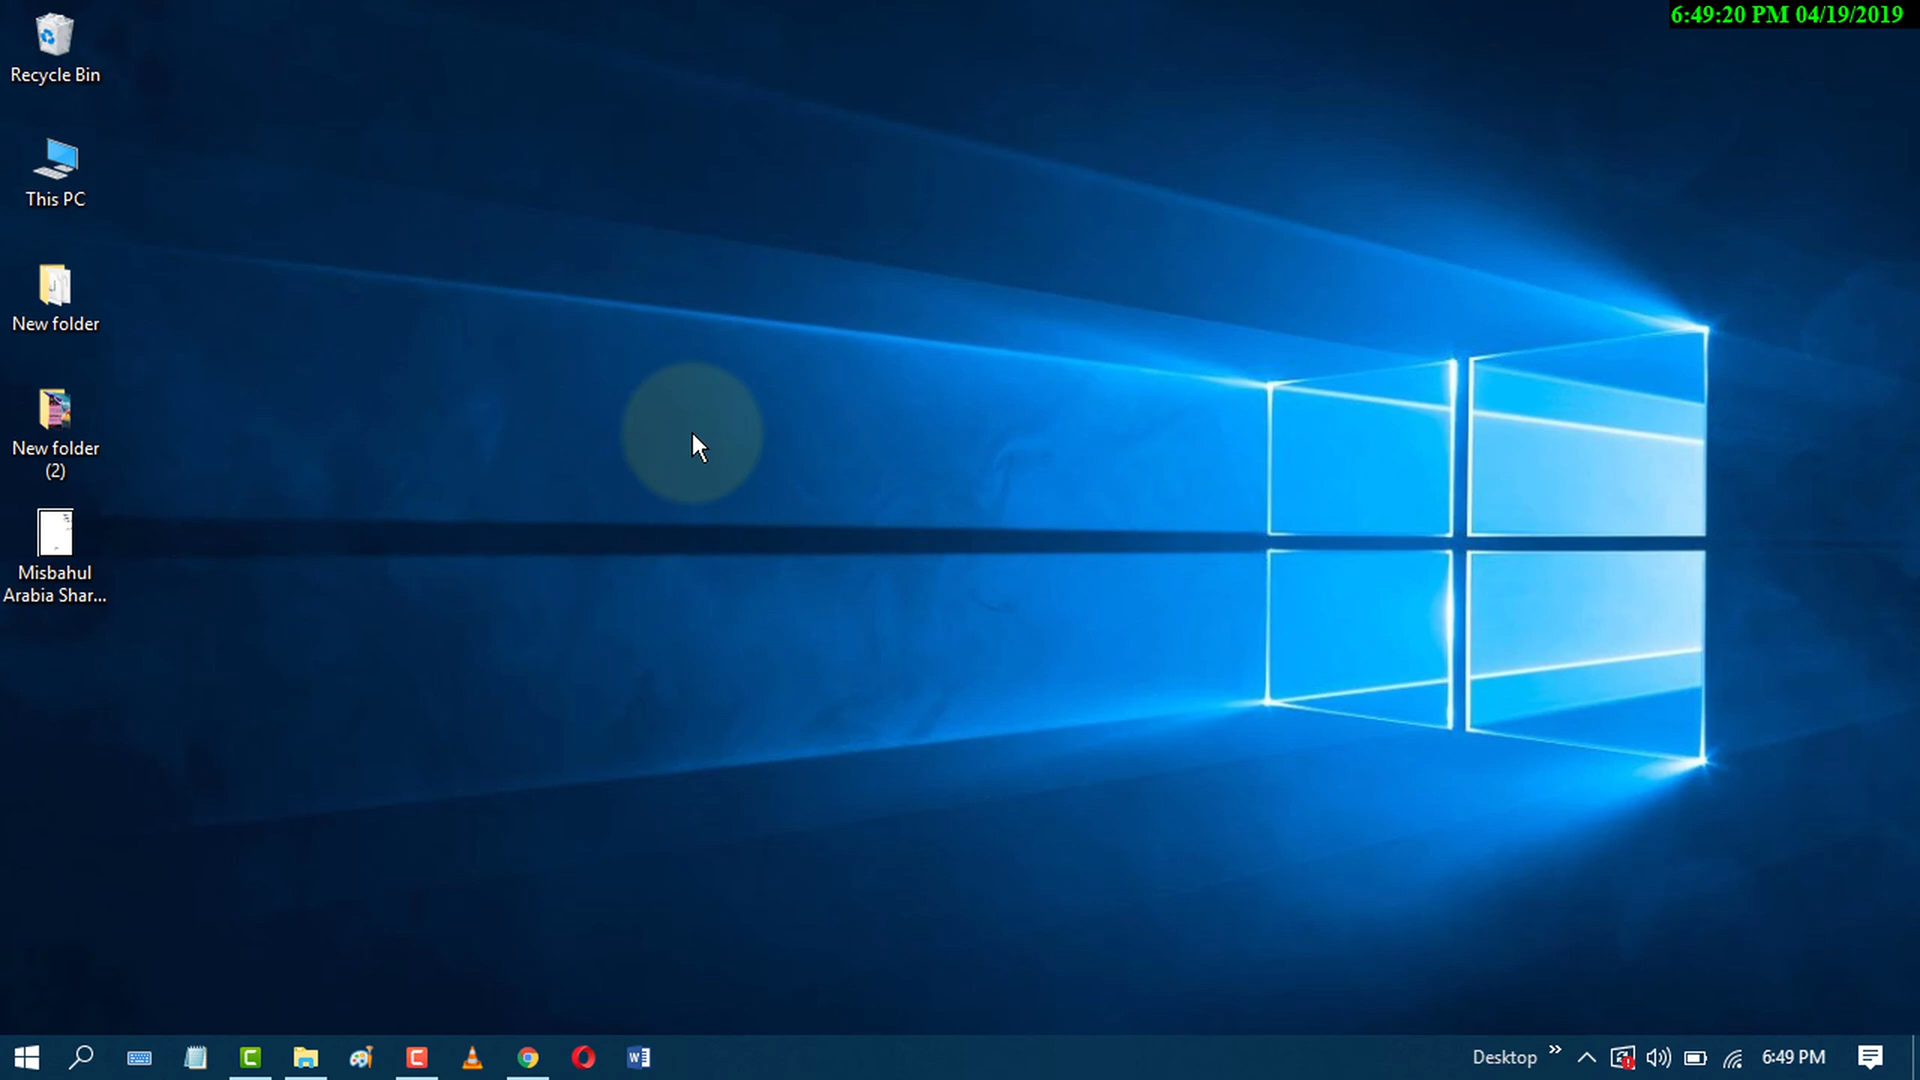 6:49:20 PM 04/19/2019
Recycle Bin
This PC
New folder
New folder
(2)
Misbahul
Arabia Shar...
Desktop
6:49 PM